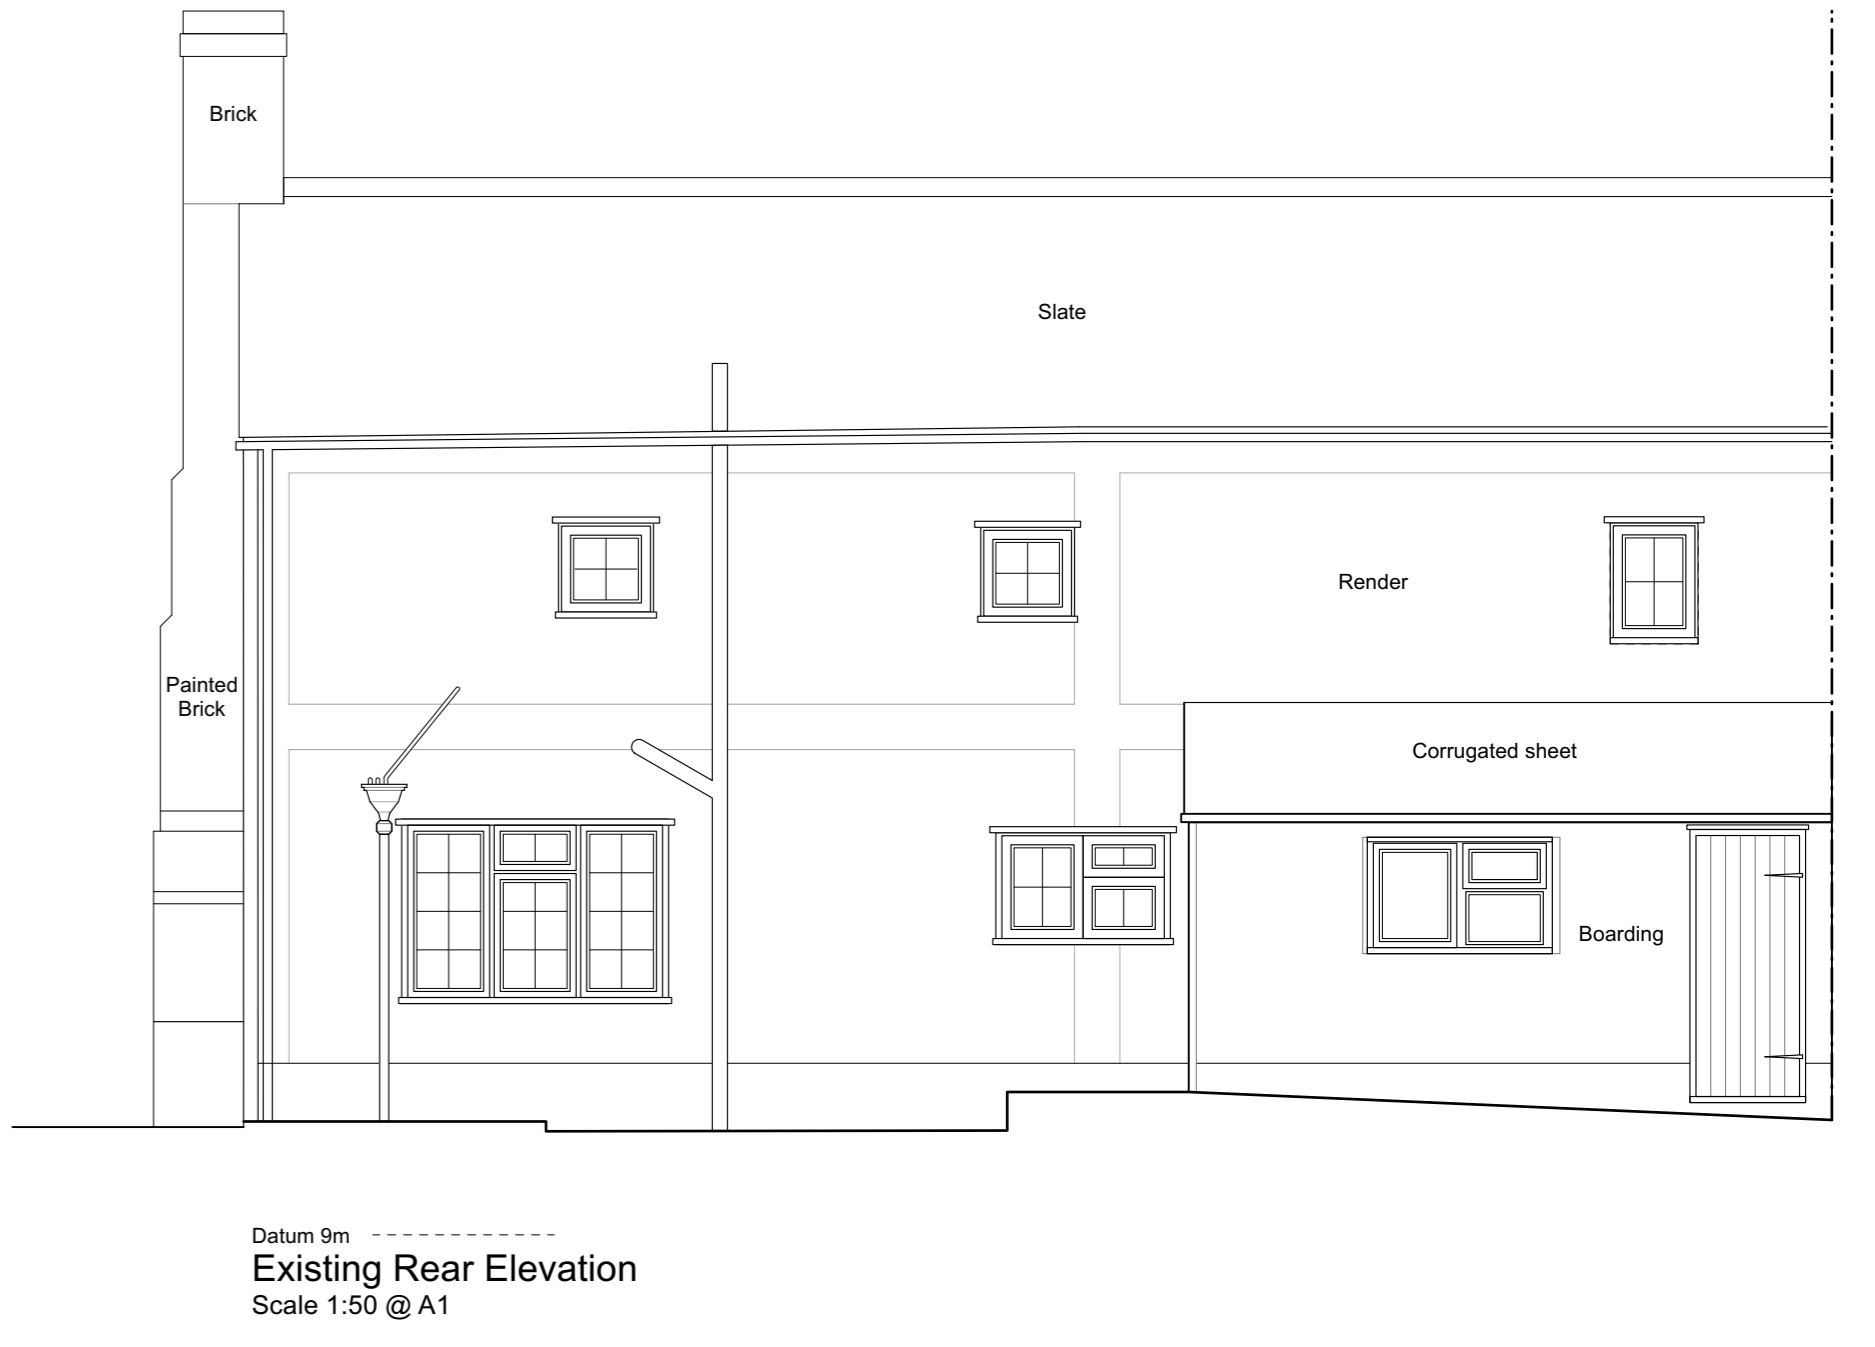 Brick
Slate
Render
Painted
Brick
Corrugated sheet
Boarding
Datum 9m
Existing Rear Elevation
Scale 1:50 @ A1